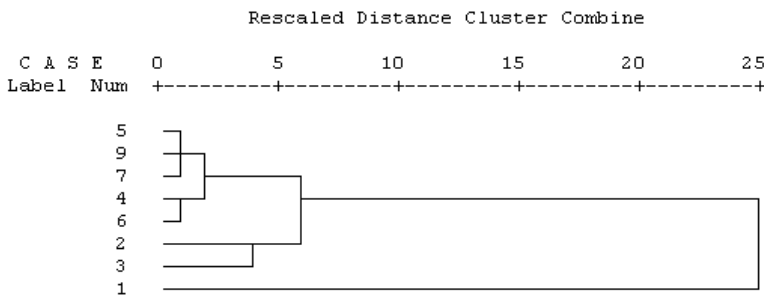 Rescaled Distance Cluster Combine
C A S E 0 5 10 15 20 25
Label Num +---------+---------+---------+---------+---------+
5
9
7
4
6
2
3
1